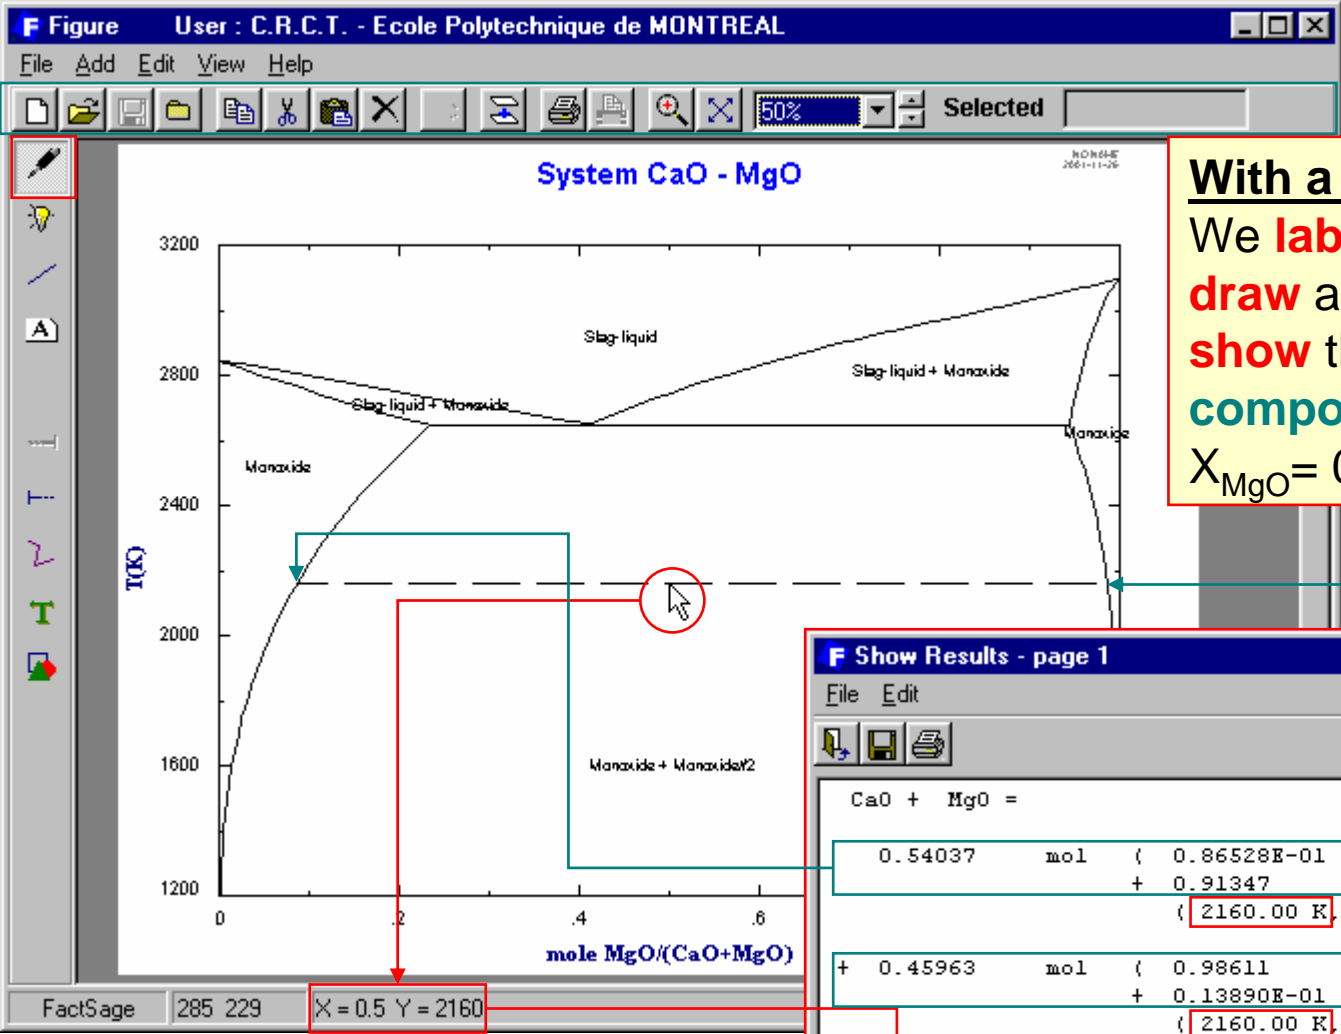 Figure User : C.R.C.T. - Ecole Polytechnique de MONTREAL
File Add Edit View Help
50% Selected
System CaO - MgO
2001-11-26
With a
We lab
draw a
show t
compo
X_MgO= 0
3200
2800
2400
2000
1600
1200
T(K)
Slag-liquid
Slag-liquid + Monoxide
Slag-liquid + Monoxide
Monoxide
Monoxide
Monoxide + Monoxide#2
0 .2 .4 .6
mole MgO/(CaO+MgO)
A
T
Show Results - page 1
File Edit
CaO + MgO =
0.54037 mol ( 0.86528E-01
+ 0.91347
( 2160.00 K,
+ 0.45963 mol ( 0.98611
+ 0.13890E-01
( 2160.00 K
FactSage 285 229 X = 0.5 Y = 2160